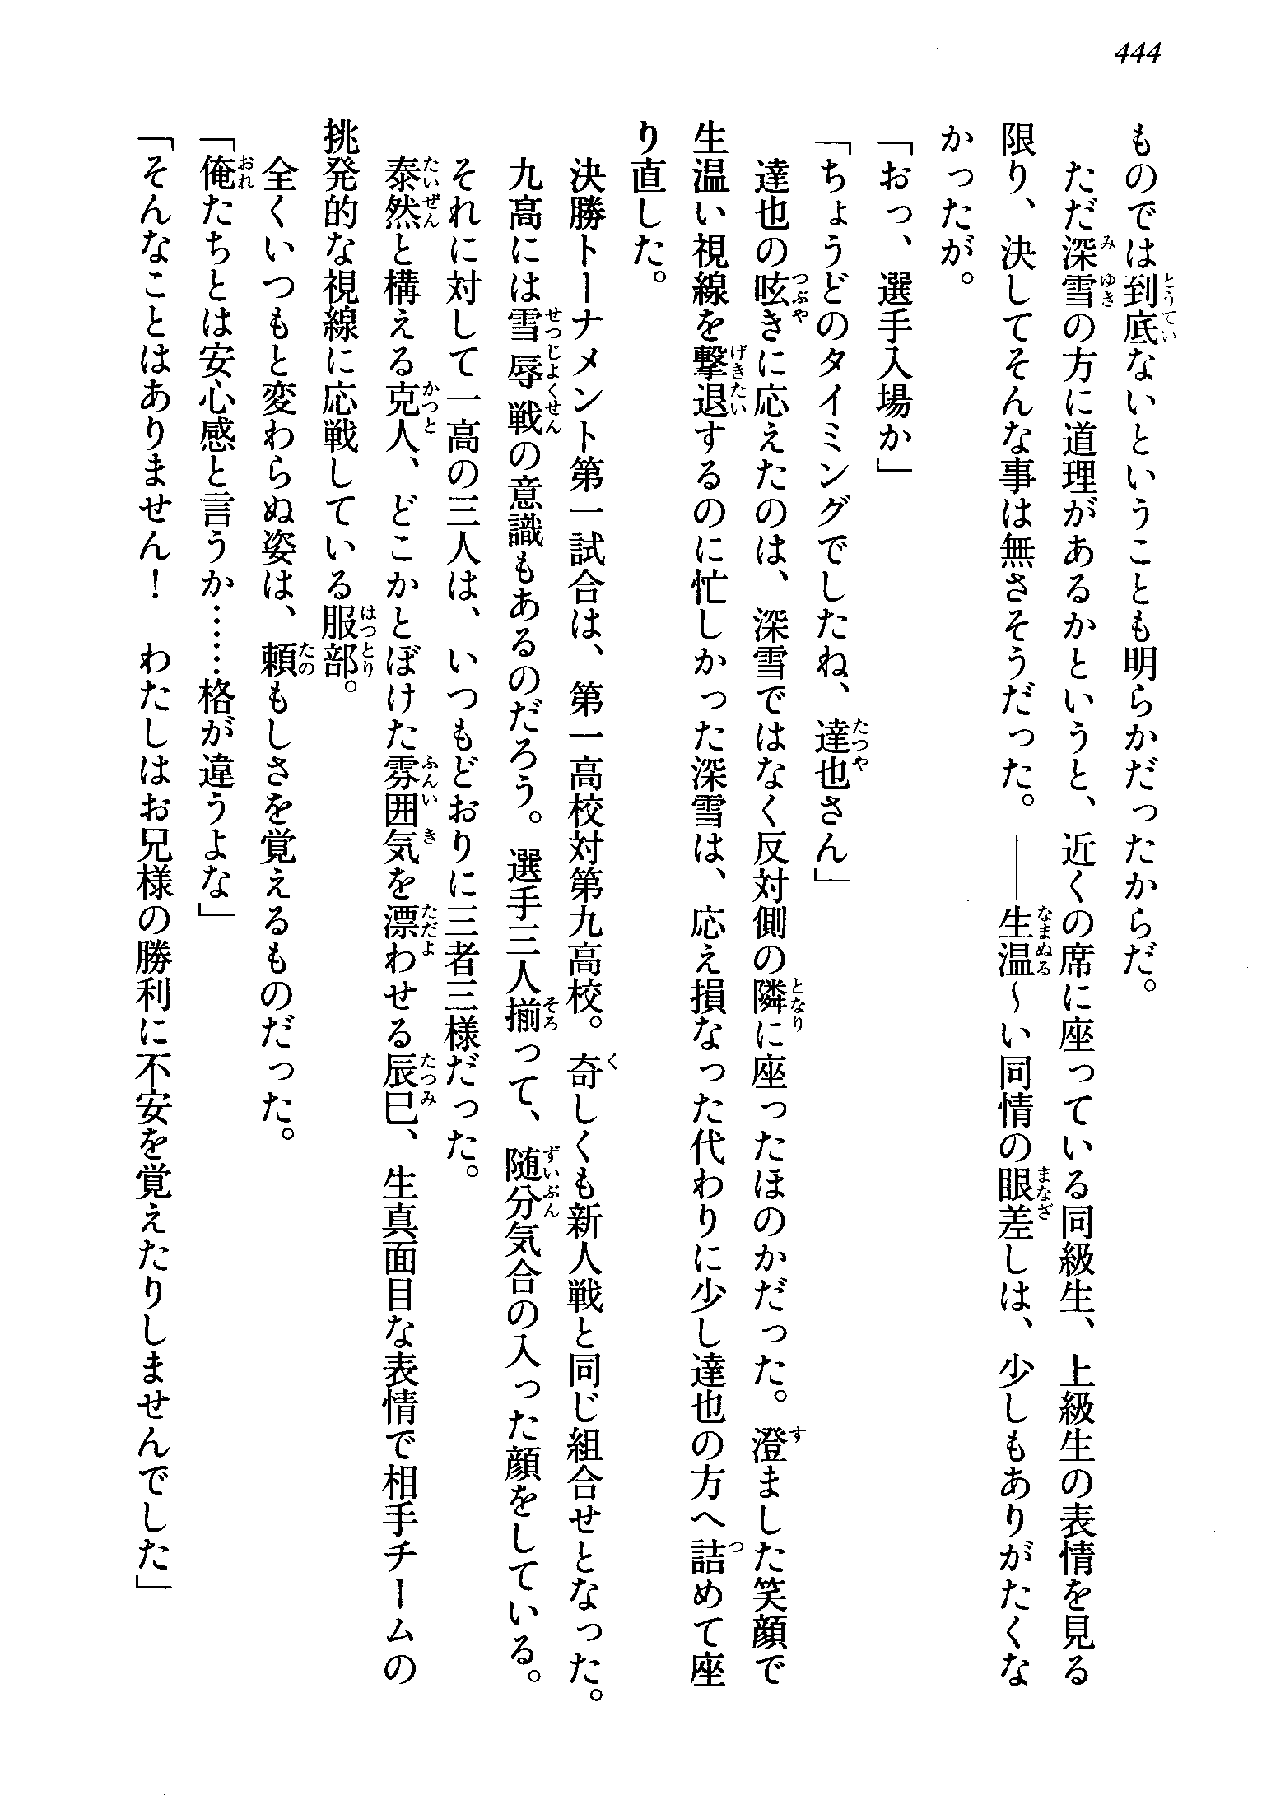 444
ものでは到底ないということも明らかだったからだ。
ただ深雪の方に道理があるかというと、近くの席に座っている同級生、上級生の表情を見る
限り、決してそんな事は無さそうだった。――生温～い同情の眼差しは、少しもありがたくな
かったが。
「おっ、選手入場か」
「ちょうどのタイミングでしたね、達也さん」
達也の呟きに応えたのは、深雪ではなく反対側の隣に座ったほのかだった。澄ました笑顔で
生温い視線を撃退するのに忙しかった深雪は、応え損なった代わりに少し達也の方へ詰めて座
り直した。
決勝トーナメント第一試合は、第一高校対第九高校。奇しくも新人戦と同じ組合せとなった。
九高には雪辱戦の意識もあるのだろう。選手三人揃って、随分気合の入った顔をしている。
それに対して一高の三人は、いつもどおりに三者三様だった。
泰然と構える克人、どこかとぼけた雰囲気を漂わせる辰巳、生真面目な表情で相手チームの
挑発的な視線に応戦している服部。
全くいつもと変わらぬ姿は、頼もしさを覚えるものだった。
「俺たちとは安心感と言うか……格が違うよな」
「そんなことはありません！　わたしはお兄様の勝利に不安を覚えたりしませんでした」